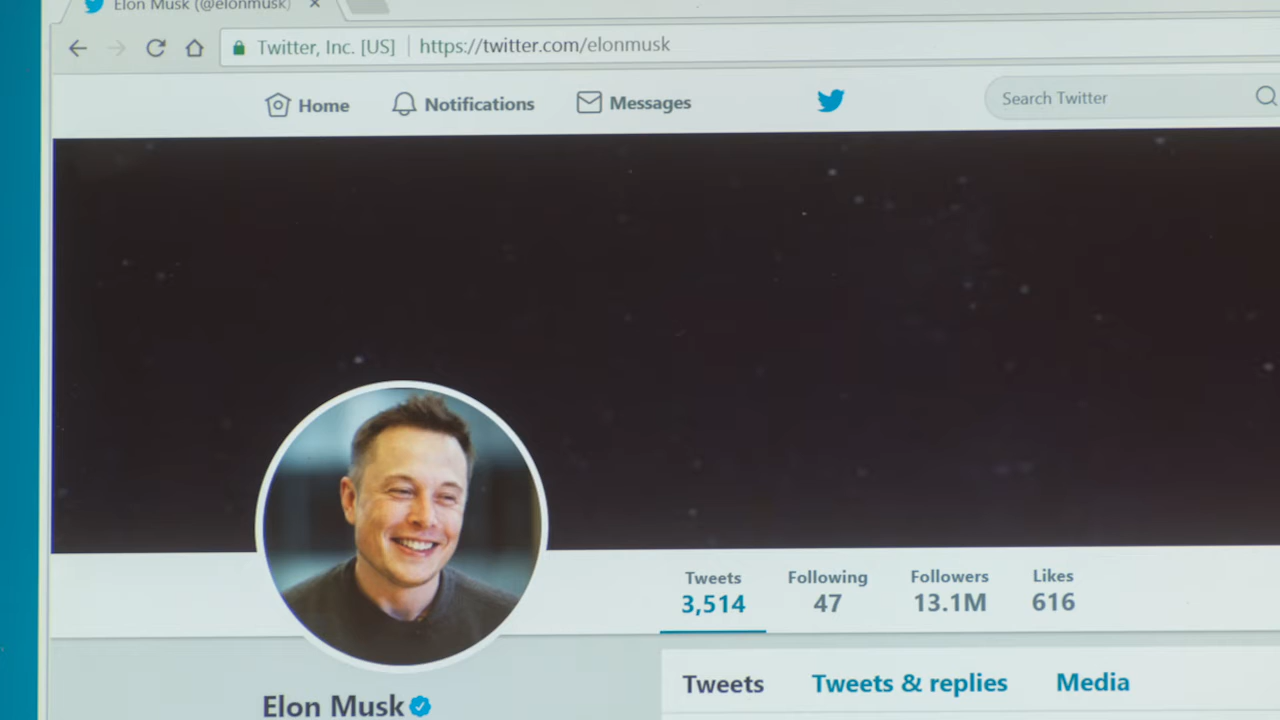 Elon Musk (@elonmusk)
Twitter, Inc. [US] https://twitter.com/elonmusk
Home Notifications Messages Search Twitter
Tweets Following Followers Likes
3,514 47 13.1M 616
Tweets Tweets & replies Media
Elon Musk